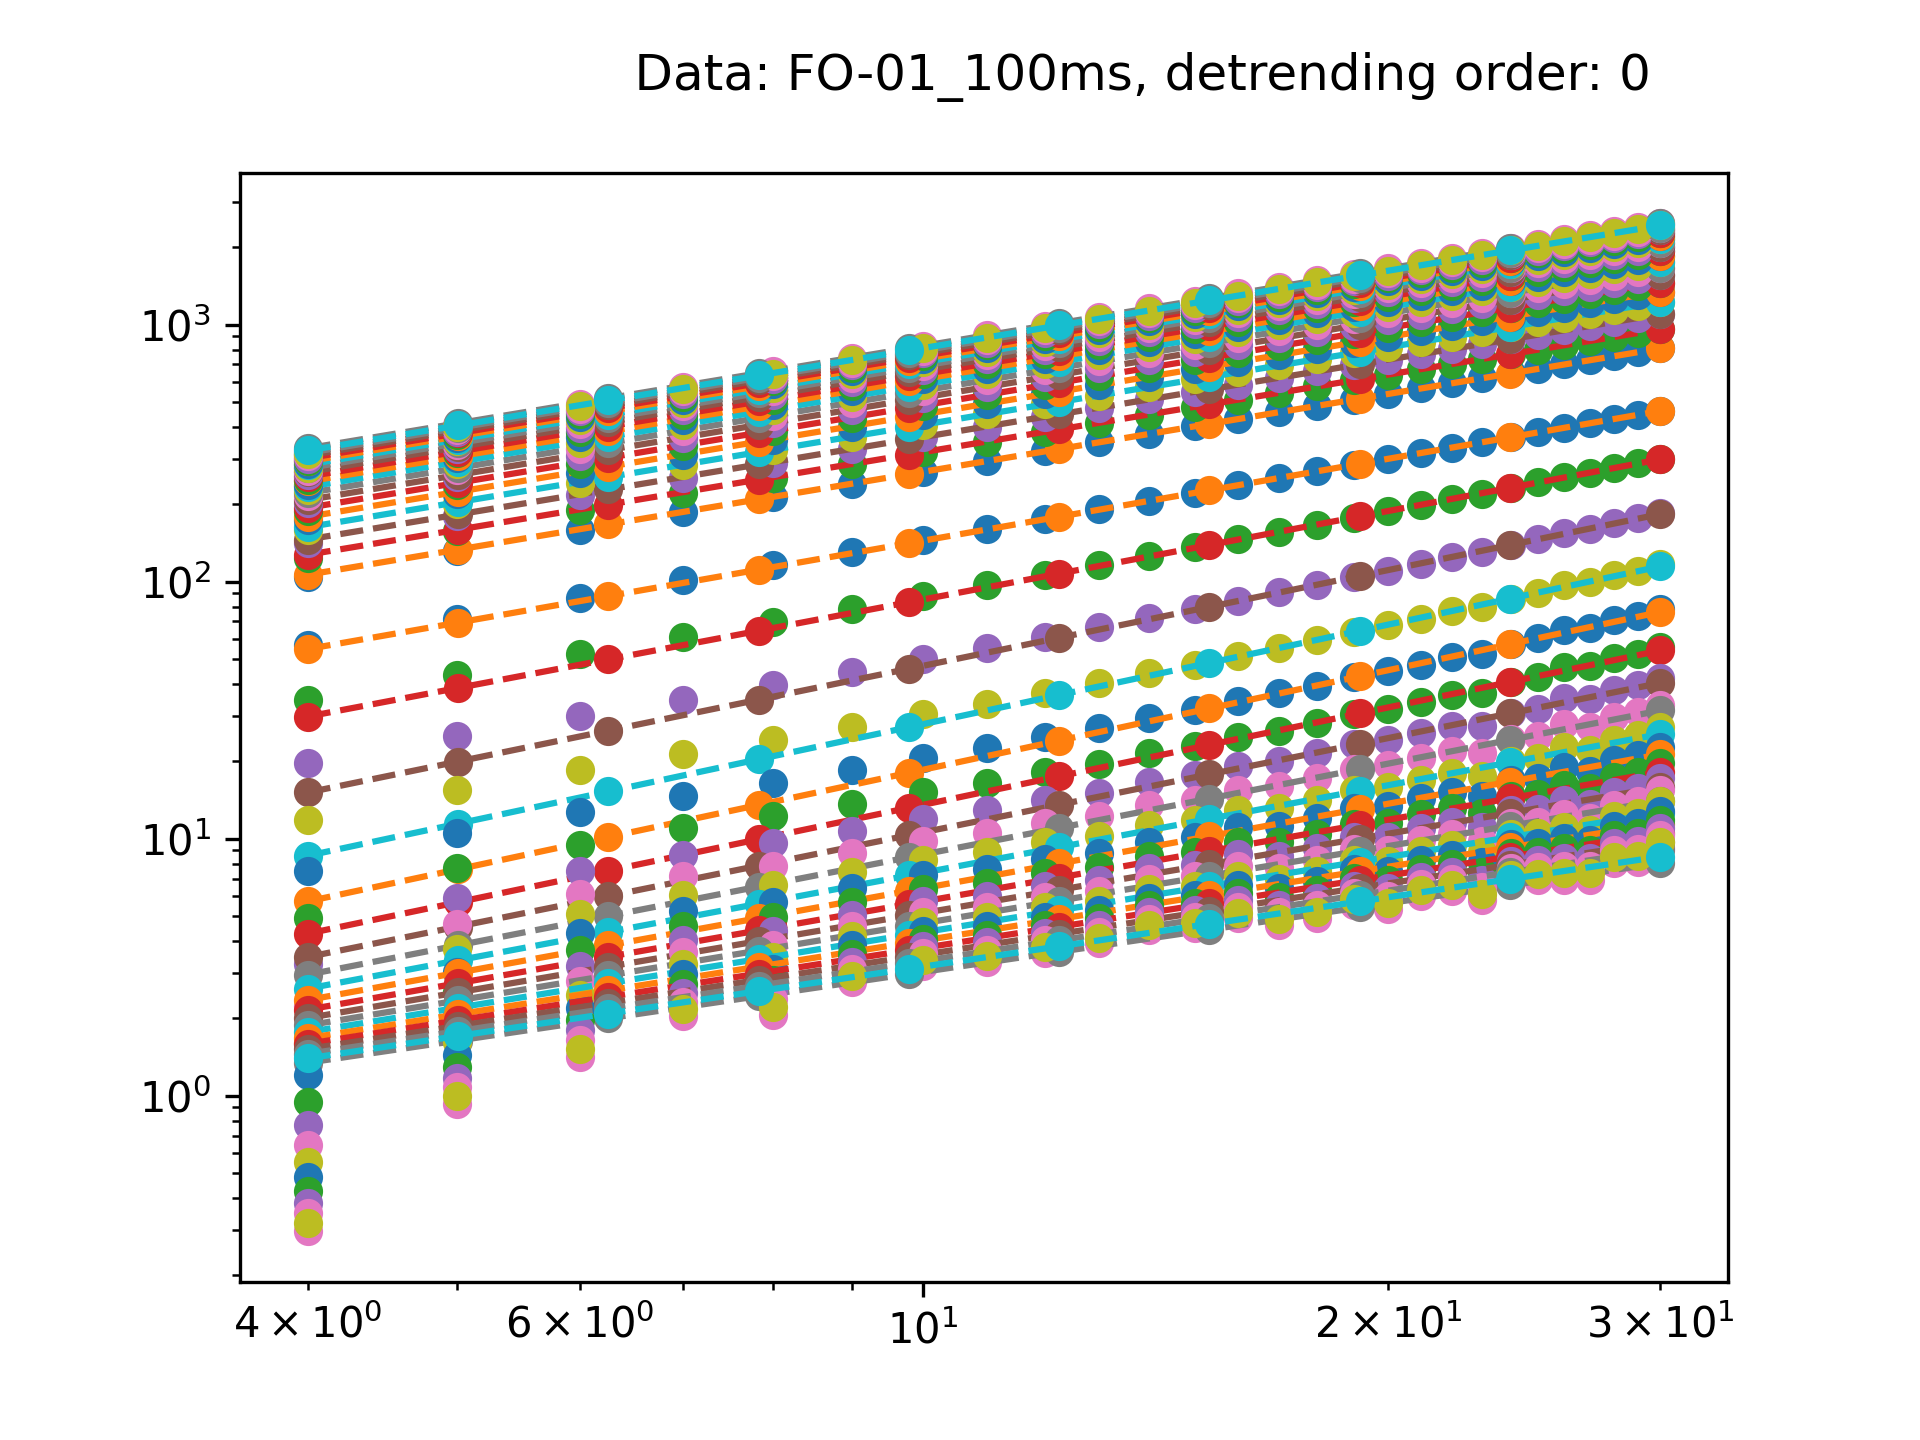 Data: FO-01_100ms, detrending order: 0
10³
10²
10¹
10⁰
4 × 10⁰ 6 × 10⁰ 10¹ 2 × 10¹ 3 × 10¹